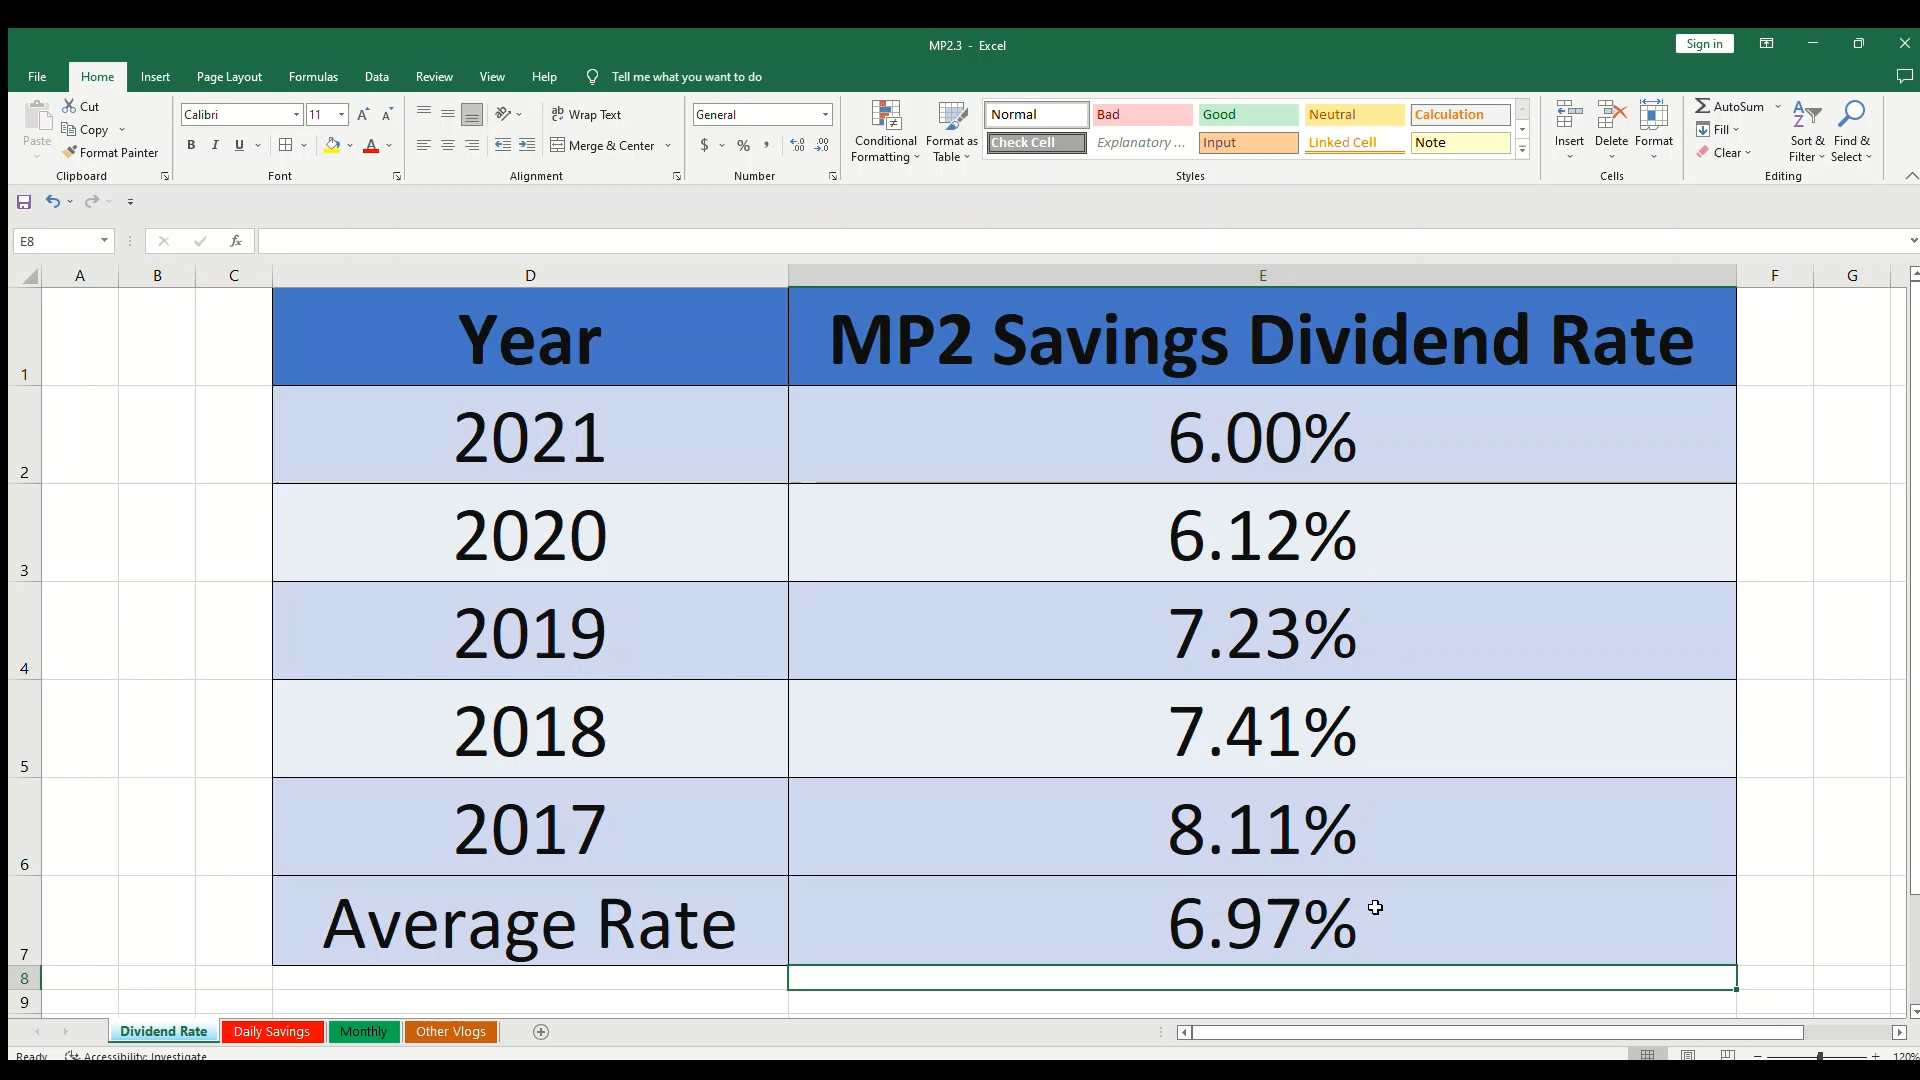 MP2.3 - Excel
Sign in
File Home Insert Page Layout Formulas Data Review View Help Tell me what you want to do
Paste Cut Calibri 11 Wrap Text General Conditional Formatting Format as Table Normal Bad Good Neutral Calculation Insert Delete Format AutoSum Sort & Filter Find & Select
Copy B I U Merge & Center $ % Check Cell Explanatory ... Input Linked Cell Note Fill
Format Painter Clear
Clipboard Font Alignment Number Styles Cells Editing
E8 fx
A B C D E F G
1 Year MP2 Savings Dividend Rate
2 2021 6.00%
3 2020 6.12%
4 2019 7.23%
5 2018 7.41%
6 2017 8.11%
7 Average Rate 6.97%
8
9
Dividend Rate Daily Savings Monthly Other Vlogs
Ready Accessibility: Investigate 120%